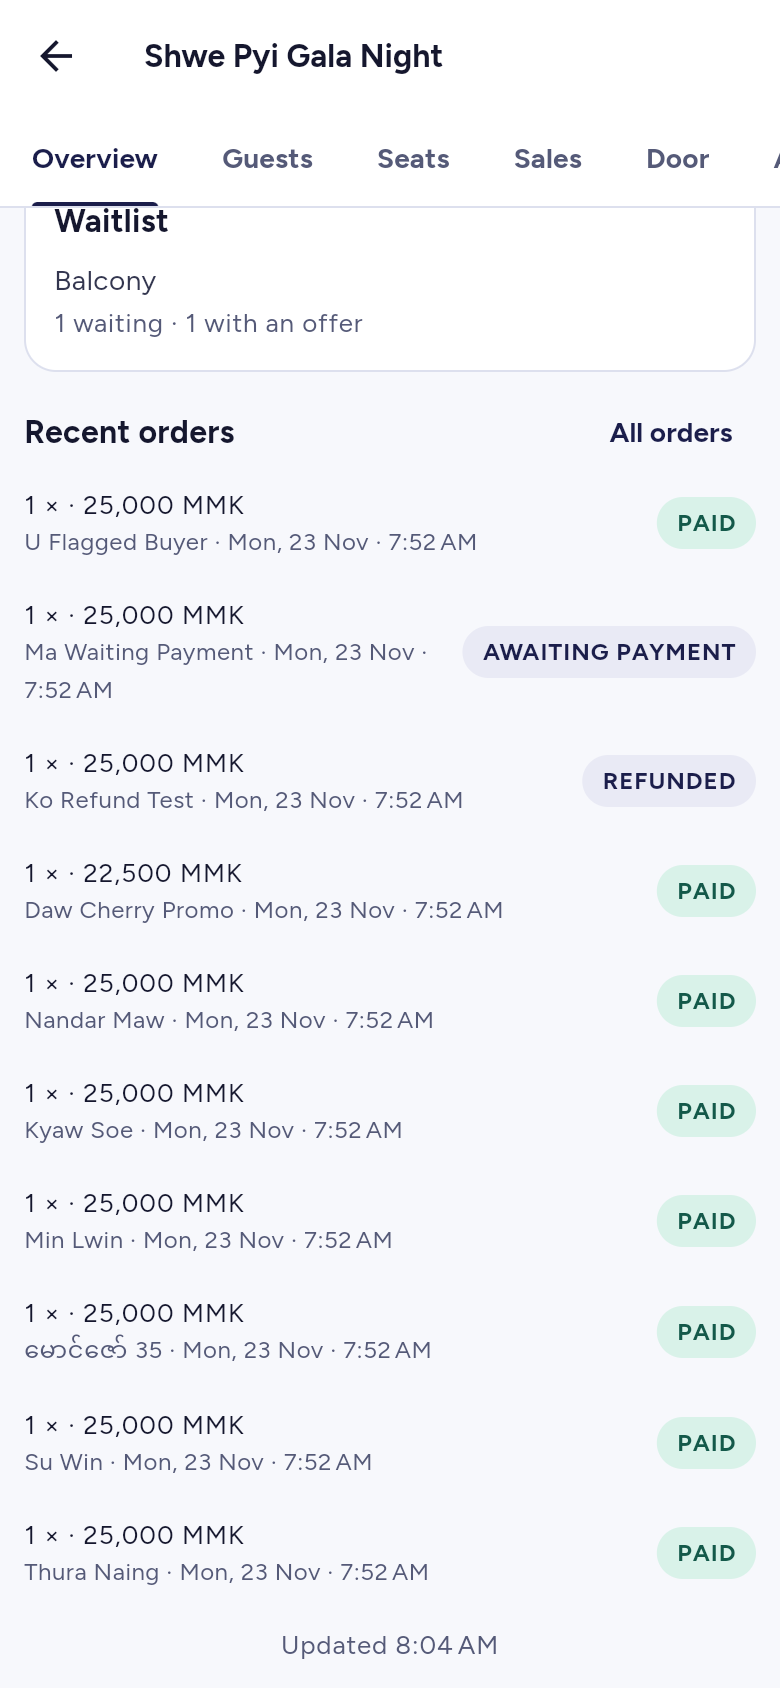 Shwe Pyi Gala Night
Overview Guests Seats Sales Door
Waitlist
Balcony
1 waiting · 1 with an offer
Recent orders All orders
1 × · 25,000 MMK
U Flagged Buyer · Mon, 23 Nov · 7:52 AM
PAID
1 × · 25,000 MMK
Ma Waiting Payment · Mon, 23 Nov ·
7:52 AM
AWAITING PAYMENT
1 × · 25,000 MMK
Ko Refund Test · Mon, 23 Nov · 7:52 AM
REFUNDED
1 × · 22,500 MMK
Daw Cherry Promo · Mon, 23 Nov · 7:52 AM
PAID
1 × · 25,000 MMK
Nandar Maw · Mon, 23 Nov · 7:52 AM
PAID
1 × · 25,000 MMK
Kyaw Soe · Mon, 23 Nov · 7:52 AM
PAID
1 × · 25,000 MMK
Min Lwin · Mon, 23 Nov · 7:52 AM
PAID
1 × · 25,000 MMK
မောင်ဇော် 35 · Mon, 23 Nov · 7:52 AM
PAID
1 × · 25,000 MMK
Su Win · Mon, 23 Nov · 7:52 AM
PAID
1 × · 25,000 MMK
Thura Naing · Mon, 23 Nov · 7:52 AM
PAID
Updated 8:04 AM